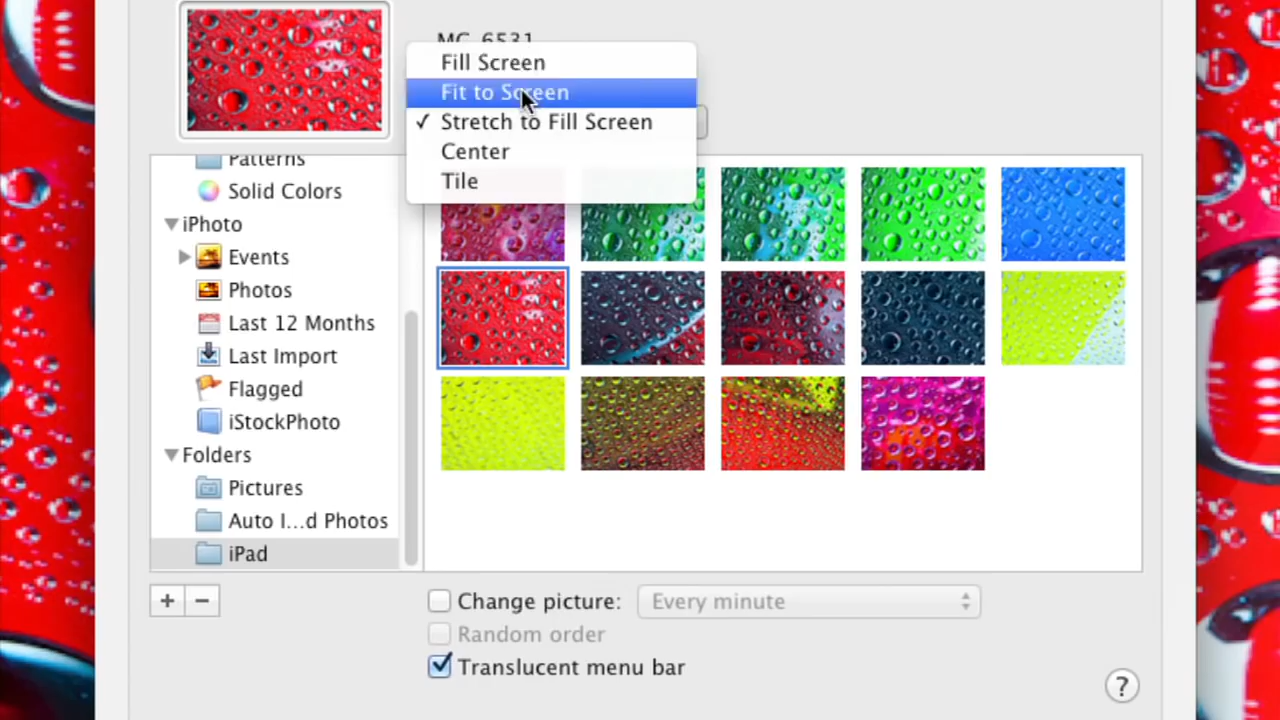 MG_6531
Fill Screen
Fit to Screen
Stretch to Fill Screen
Center
Tile
Patterns
Solid Colors
iPhoto
Events
Photos
Last 12 Months
Last Import
Flagged
iStockPhoto
Folders
Pictures
Auto I...d Photos
iPad
+ −
Change picture: Every minute
Random order
Translucent menu bar
?